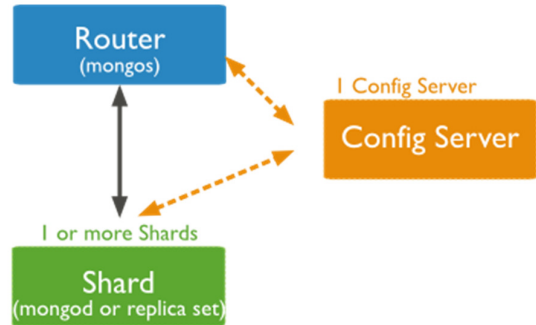 Router
(mongos)
1 Config Server
Config Server
1 or more Shards
Shard
(mongod or replica set)